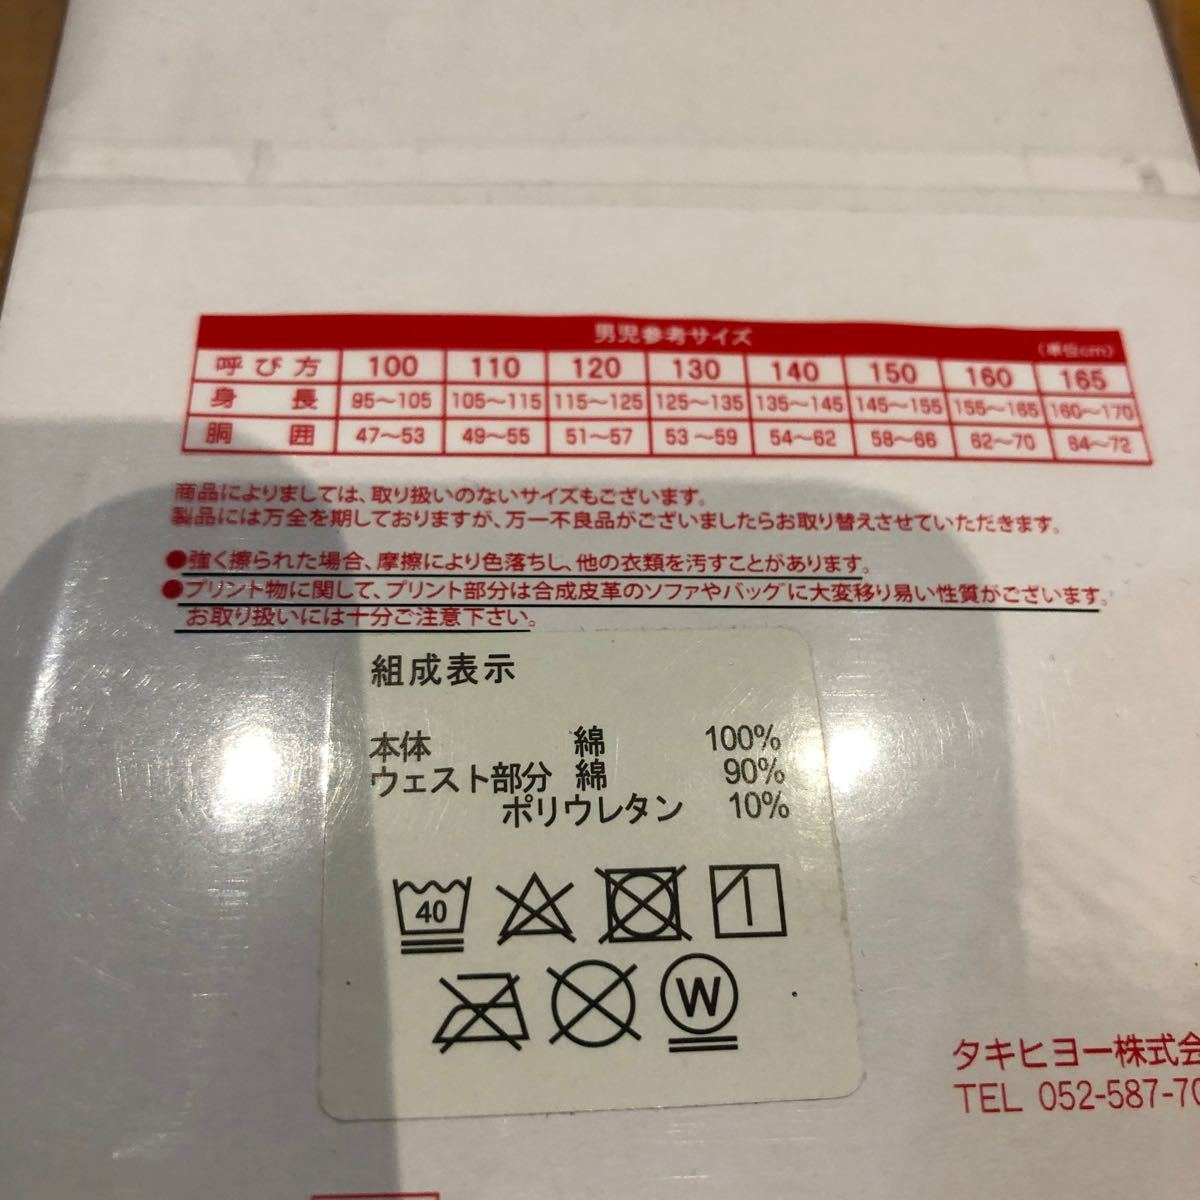 男児参考サイズ
(単位cm)
呼び方 100 110 120 130 140 150 160 165
身長 95〜105 105〜115 115〜125 125〜135 135〜145 145〜155 155〜165 160〜170
胴囲 47〜53 49〜55 51〜57 53〜59 54〜62 58〜66 62〜70 64〜72
商品によりましては、取り扱いのないサイズもございます。
製品には万全を期しておりますが、万一不良品がございましたらお取り替えさせていただきます。
●強く擦られた場合、摩擦により色落ちし、他の衣類を汚すことがあります。
●プリント物に関して、プリント部分は合成皮革のソファやバッグに大変移り易い性質がございます。
お取り扱いには十分ご注意下さい。
組成表示
本体 綿 100%
ウェスト部分 綿 90%
ポリウレタン 10%
40
W
タキヒヨー株式会
TEL 052-587-70